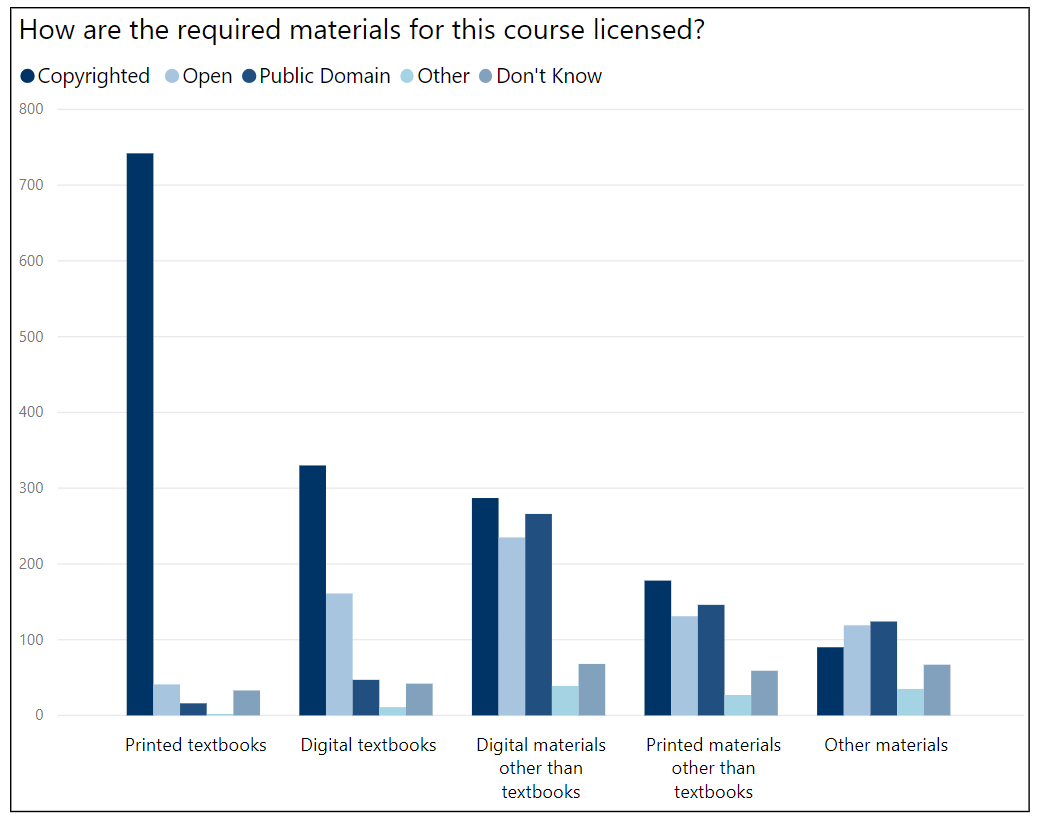 How are the required materials for this course licensed?
Copyrighted Open Public Domain Other Don't Know
800
700
600
500
400
300
200
100
0
Printed textbooks
Digital textbooks
Digital materials
other than
textbooks
Printed materials
other than
textbooks
Other materials